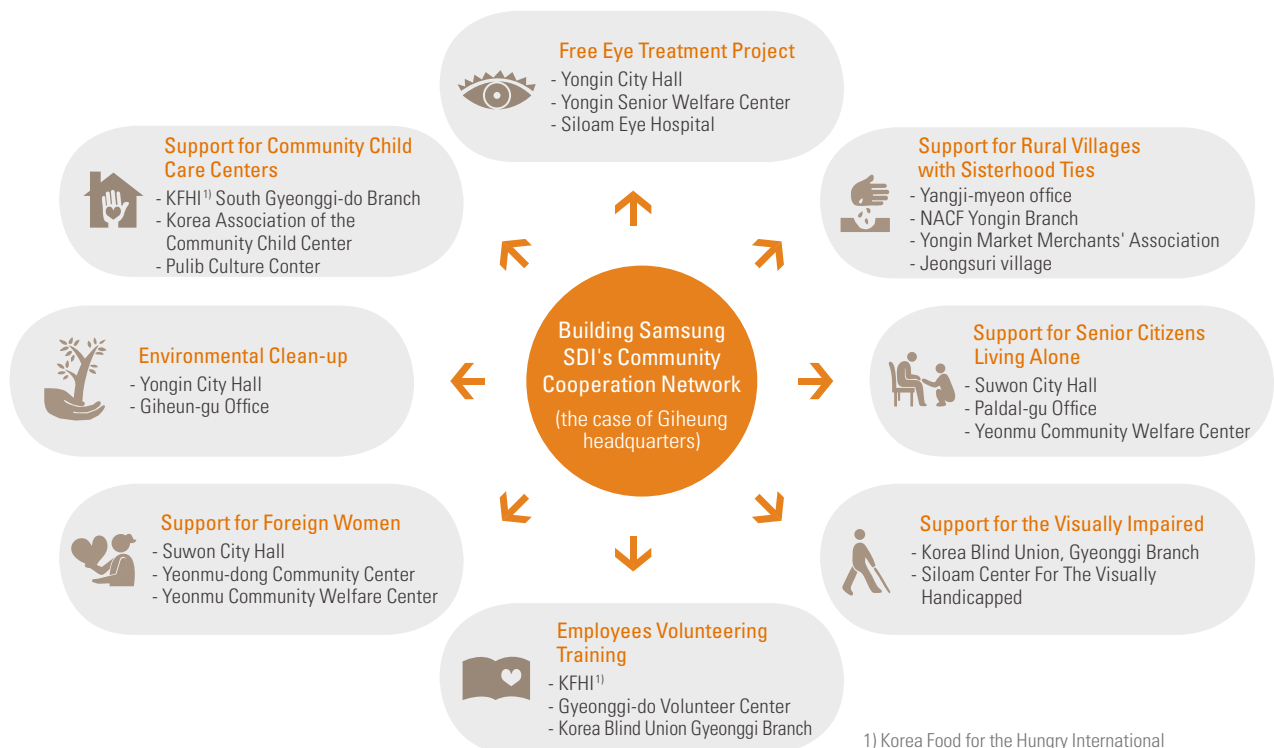 Free Eye Treatment Project
- Yongin City Hall
- Yongin Senior Welfare Center
- Siloam Eye Hospital
Support for Community Child
Care Centers
- KFHI1) South Gyeonggi-do Branch
- Korea Association of the
Community Child Center
- Pulib Culture Conter
Support for Rural Villages
with Sisterhood Ties
- Yangji-myeon office
- NACF Yongin Branch
- Yongin Market Merchants' Association
- Jeongsuri village
Environmental Clean-up
- Yongin City Hall
- Giheun-gu Office
Building Samsung
SDI's Community
Cooperation Network
(the case of Giheung
headquarters)
Support for Senior Citizens
Living Alone
- Suwon City Hall
- Paldal-gu Office
- Yeonmu Community Welfare Center
Support for Foreign Women
- Suwon City Hall
- Yeonmu-dong Community Center
- Yeonmu Community Welfare Center
Support for the Visually Impaired
- Korea Blind Union, Gyeonggi Branch
- Siloam Center For The Visually
Handicapped
Employees Volunteering
Training
- KFHI1)
- Gyeonggi-do Volunteer Center
- Korea Blind Union Gyeonggi Branch
1) Korea Food for the Hungry International